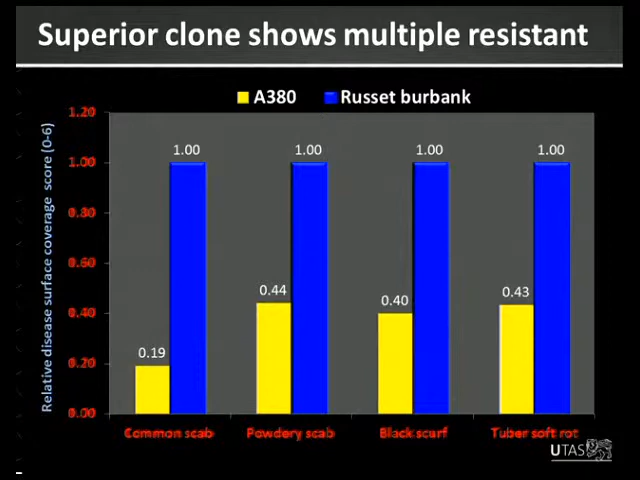 Superior clone shows multiple resistant
A380 Russet burbank
Relative disease surface coverage score (0-6)
1.20
1.00
0.80
0.60
0.40
0.20
0.00
0.19 1.00
0.44 1.00
0.40 1.00
0.43 1.00
Common scab Powdery scab Black scurf Tuber soft rot
UTAS